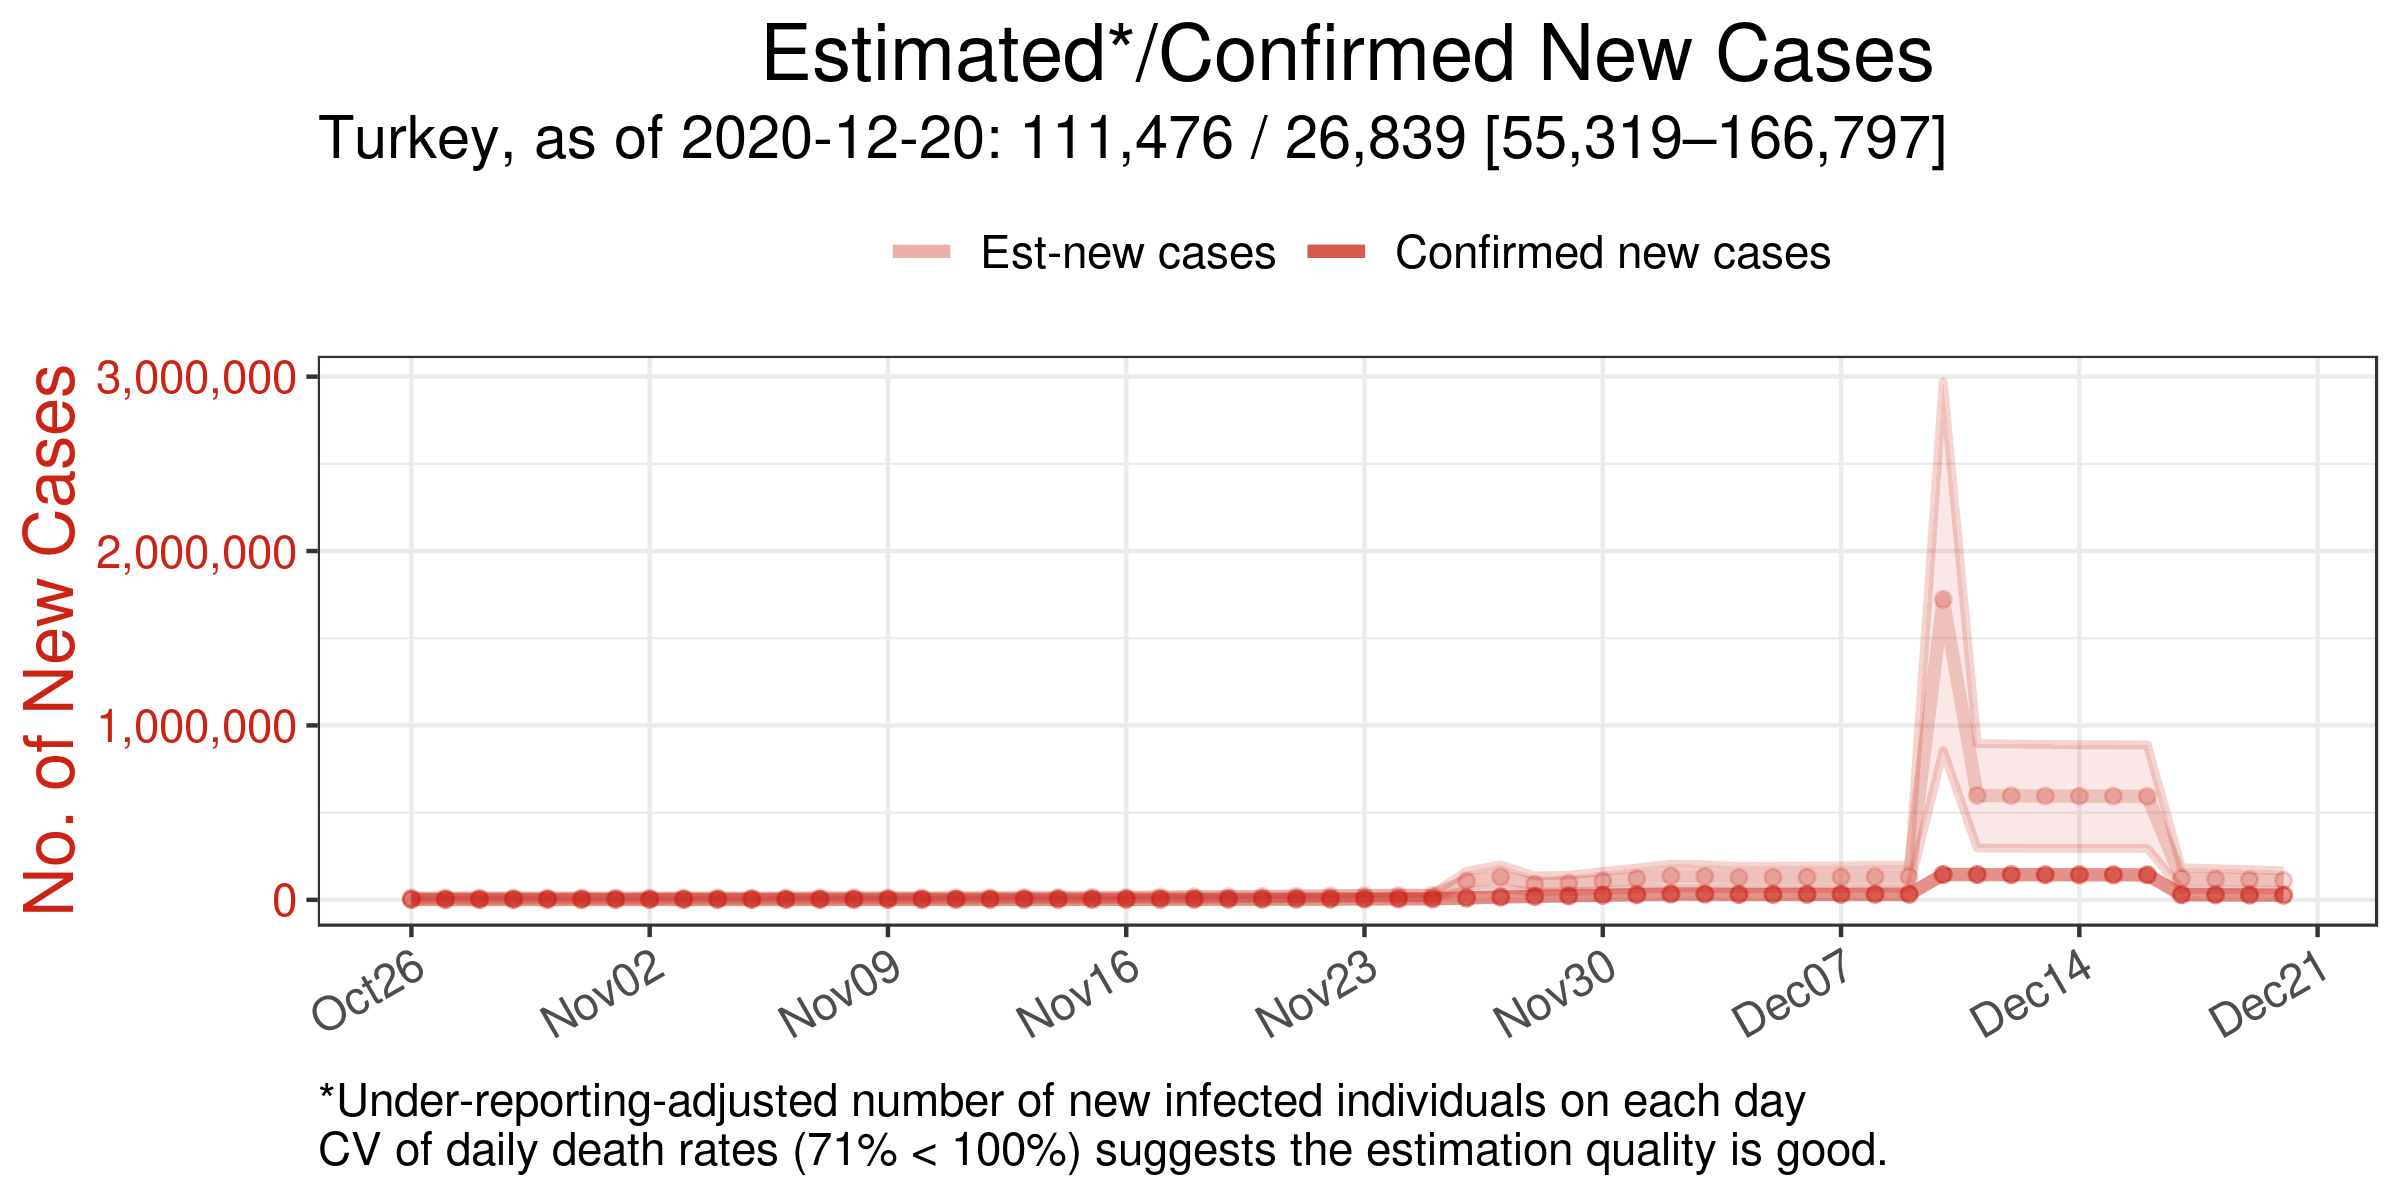 Estimated*/Confirmed New Cases
Turkey, as of 2020-12-20: 111,476 / 26,839 [55,319–166,797]
Est-new cases
Confirmed new cases
No. of New Cases
3,000,000
2,000,000
1,000,000
0
Oct26
Nov02
Nov09
Nov16
Nov23
Nov30
Dec07
Dec14
Dec21
*Under-reporting-adjusted number of new infected individuals on each day
CV of daily death rates (71% < 100%) suggests the estimation quality is good.